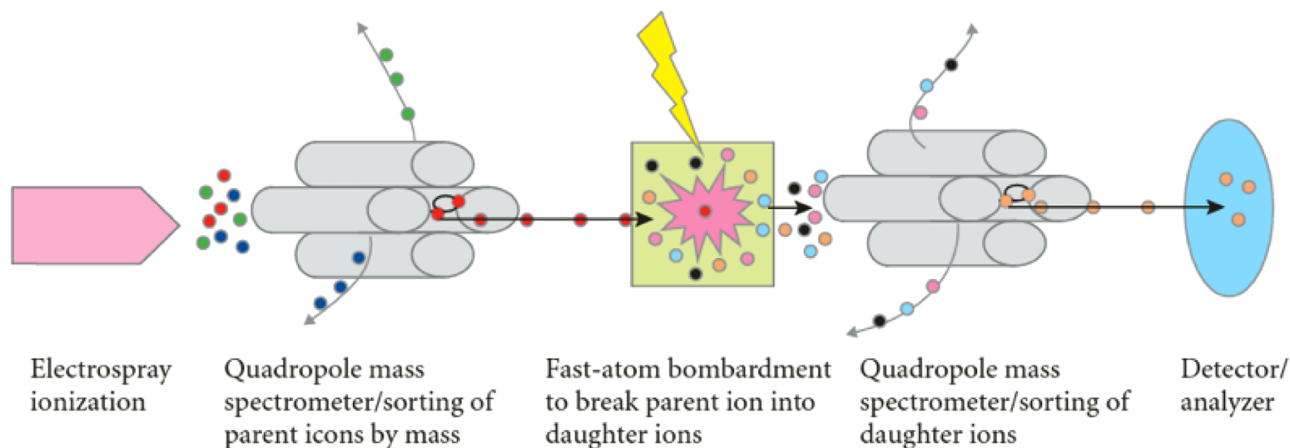 Electrospray
ionization
Quadropole mass
spectrometer/sorting of
parent icons by mass
Fast-atom bombardment
to break parent ion into
daughter ions
Quadropole mass
spectrometer/sorting of
daughter ions
Detector/
analyzer